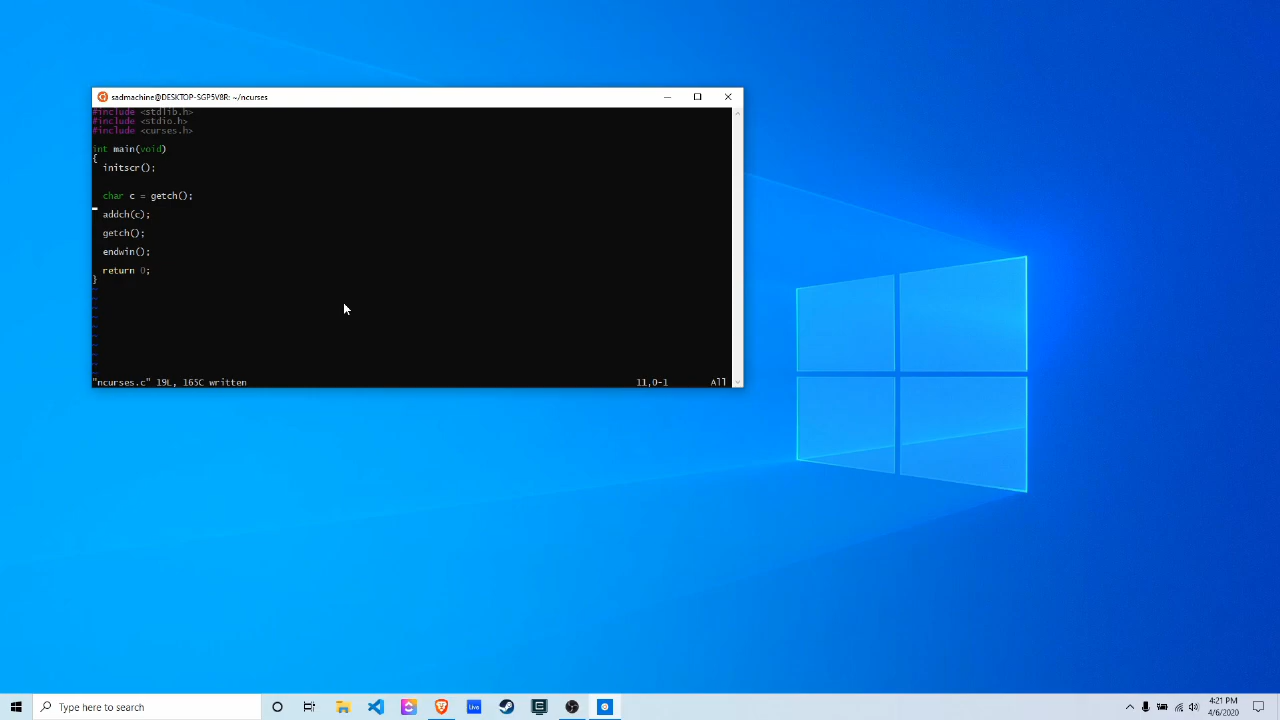 sadmachine@DESKTOP-SGP5V8R: ~/ncurses
#include <stdlib.h>
#include <stdio.h>
#include <curses.h>
int main(void)
{
initscr();
char c = getch();
addch(c);
getch();
endwin();
return 0;
}
~
~
~
~
~
~
~
~
~
"ncurses.c" 19L, 165C written 11,0-1 All
Type here to search
Live
4:21 PM
4/6/2020